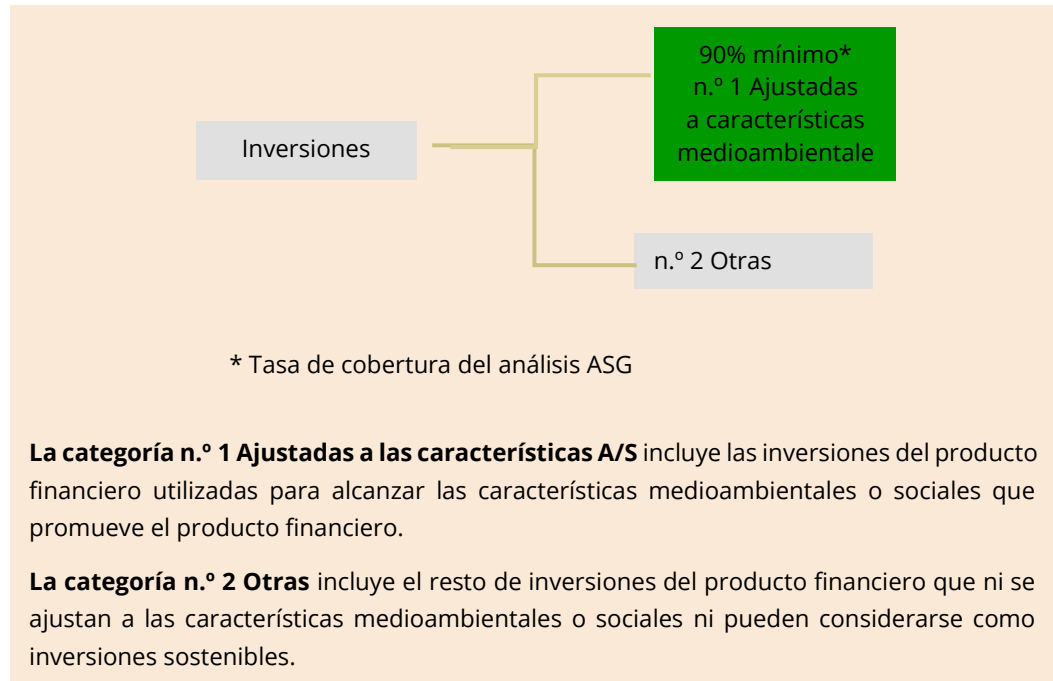 90% mínimo*
n.º 1 Ajustadas
a características
medioambientale
Inversiones
n.º 2 Otras
* Tasa de cobertura del análisis ASG
La categoría n.º 1 Ajustadas a las características A/S incluye las inversiones del producto
financiero utilizadas para alcanzar las características medioambientales o sociales que
promueve el producto financiero.
La categoría n.º 2 Otras incluye el resto de inversiones del producto financiero que ni se
ajustan a las características medioambientales o sociales ni pueden considerarse como
inversiones sostenibles.